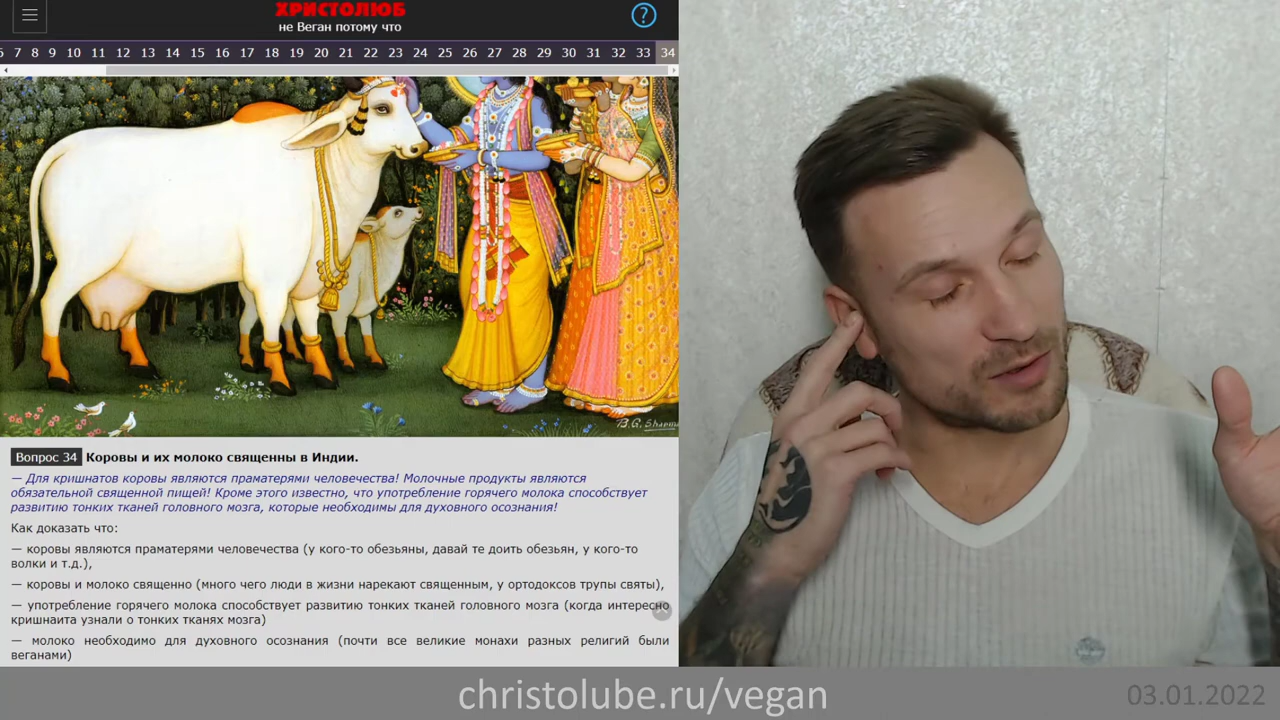 ХРИСТОЛЮБ
не Веган потому что
?
6 7 8 9 10 11 12 13 14 15 16 17 18 19 20 21 22 23 24 25 26 27 28 29 30 31 32 33 34
B.G. Sharma
Вопрос 34 Коровы и их молоко священны в Индии.
— Для кришнатов коровы являются праматерями человечества! Молочные продукты являются
обязательной священной пищей! Кроме этого известно, что употребление горячего молока способствует
развитию тонких тканей головного мозга, которые необходимы для духовного осознания!
Как доказать что:
— коровы являются праматерями человечества (у кого-то обезьяны, давай те доить обезьян, у кого-то
волки и т.д.),
— коровы и молоко священно (много чего люди в жизни нарекают священным, у ортодоксов трупы святы),
— употребление горячего молока способствует развитию тонких тканей головного мозга (когда интересно
кришнаита узнали о тонких тканях мозга)
— молоко необходимо для духовного осознания (почти все великие монахи разных религий были
веганами)
christolube.ru/vegan
03.01.2022